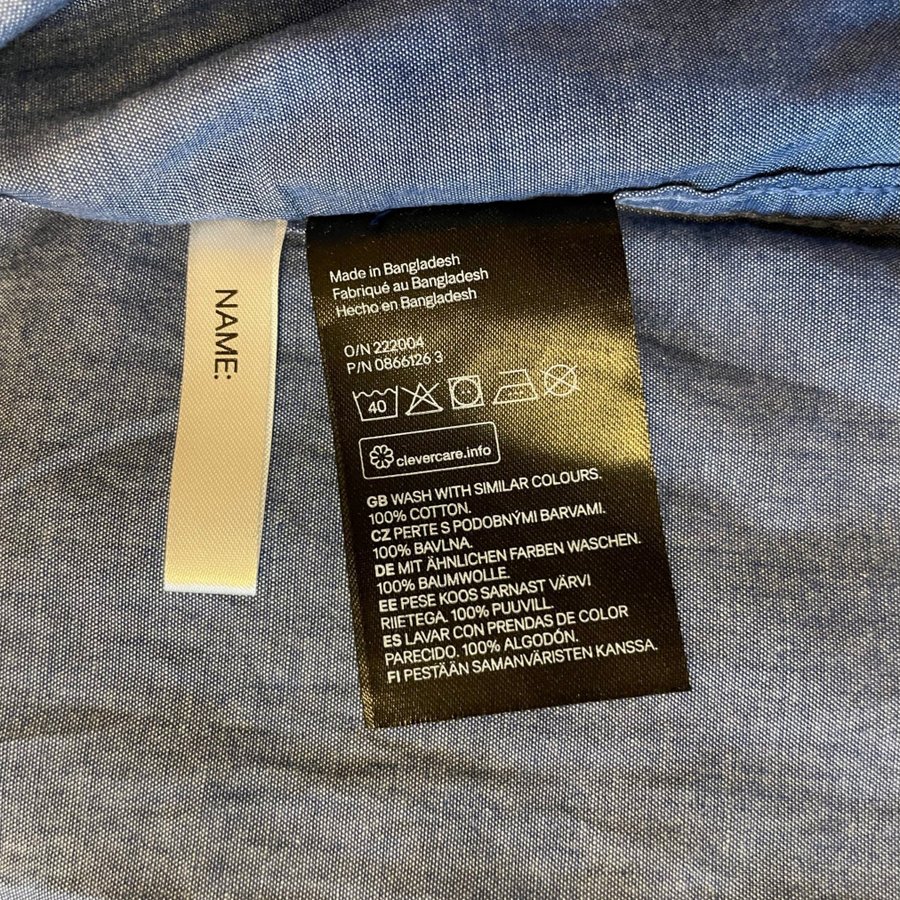 NAME:
Made in Bangladesh
Fabriqué au Bangladesh
Hecho en Bangladesh
O/N 222004
P/N 0866126 3
40
clevercare.info
GB WASH WITH SIMILAR COLOURS.
100% COTTON.
CZ PERTE S PODOBNÝMI BARVAMI.
100% BAVLNA.
DE MIT ÄHNLICHEN FARBEN WASCHEN.
100% BAUMWOLLE.
EE PESE KOOS SARNAST VÄRVI
RIIETEGA. 100% PUUVILL.
ES LAVAR CON PRENDAS DE COLOR
PARECIDO. 100% ALGODÓN.
FI PESTÄÄN SAMANVÄRISTEN KANSSA.